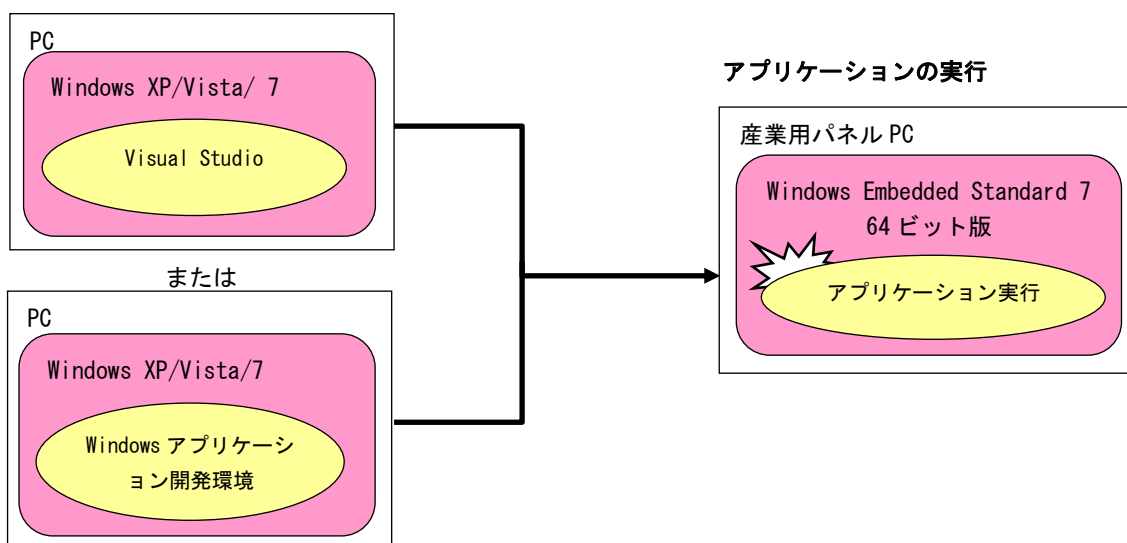 PC
Windows XP/Vista/ 7
Visual Studio
または
PC
Windows XP/Vista/7
Windows アプリケーシ
ョン開発環境
アプリケーションの実行
産業用パネル PC
Windows Embedded Standard 7
64 ビット版
アプリケーション実行